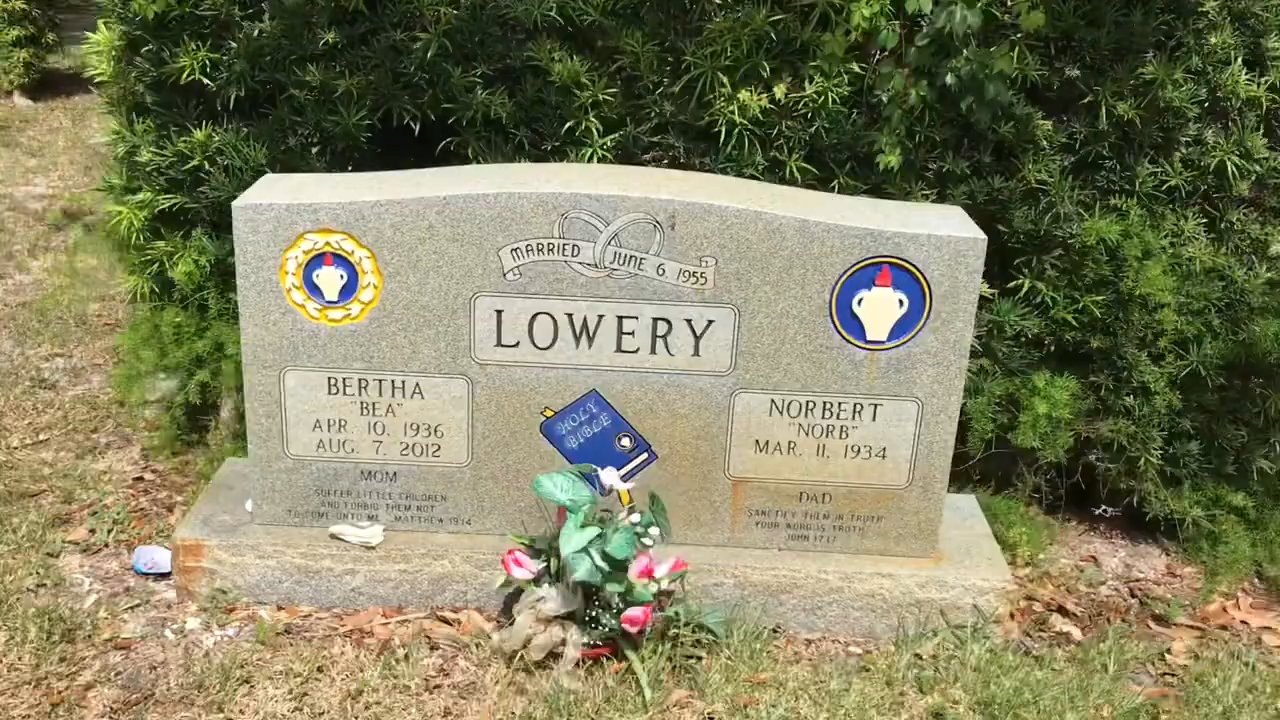 MARRIED JUNE 6, 1955
LOWERY
BERTHA
"BEA"
APR. 10, 1936
AUG. 7, 2012
MOM
SUFFER LITTLE CHILDREN
AND FORBID THEM NOT
TO COME UNTO ME MATTHEW 19:14
HOLY
BIBLE
NORBERT
"NORB"
MAR. 11, 1934
DAD
SANCTIFY THEM IN TRUTH
YOUR WORD IS TRUTH
JOHN 17:17